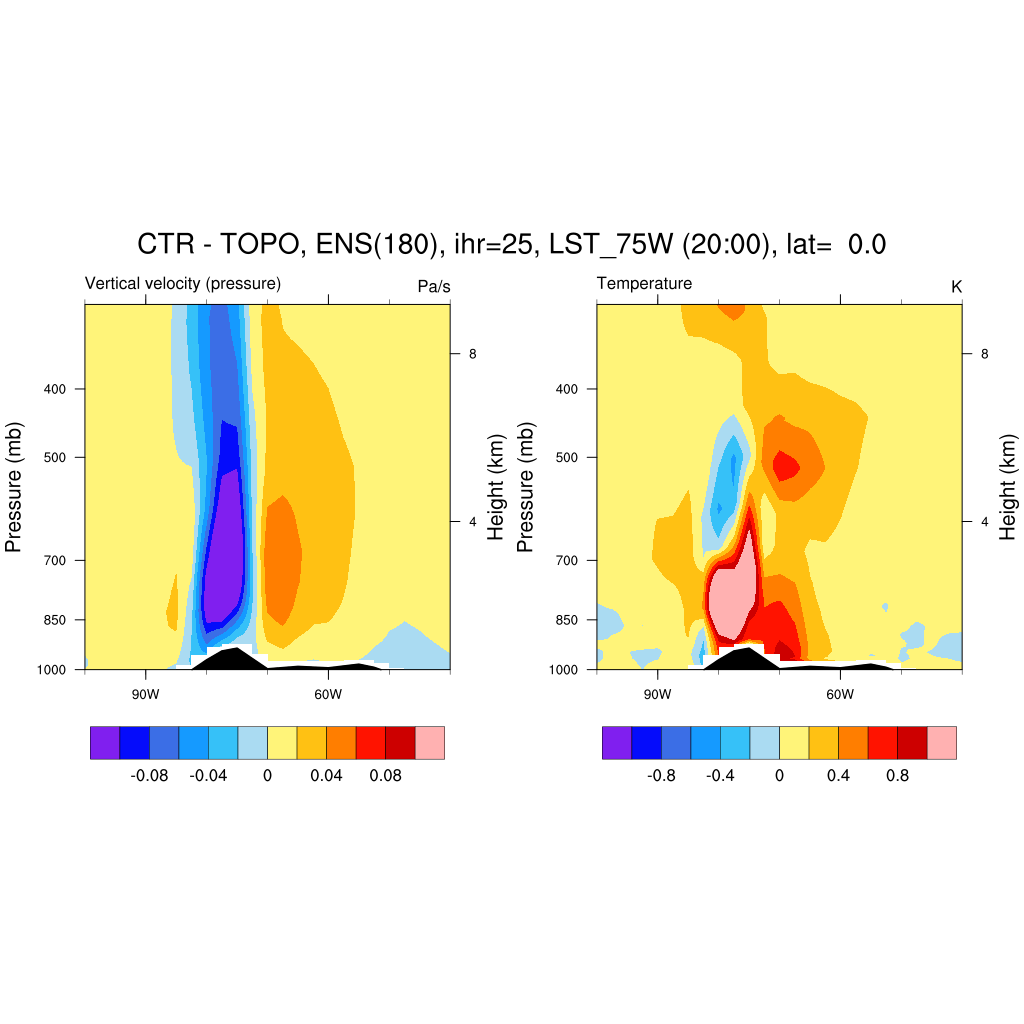 CTR - TOPO, ENS(180), ihr=25, LST_75W (20:00), lat=  0.0
Vertical velocity (pressure)
Pa/s
Pressure (mb)
400
500
700
850
1000
8
4
Height (km)
90W
60W
-0.08
-0.04
0
0.04
0.08
Temperature
K
Pressure (mb)
400
500
700
850
1000
8
4
Height (km)
90W
60W
-0.8
-0.4
0
0.4
0.8